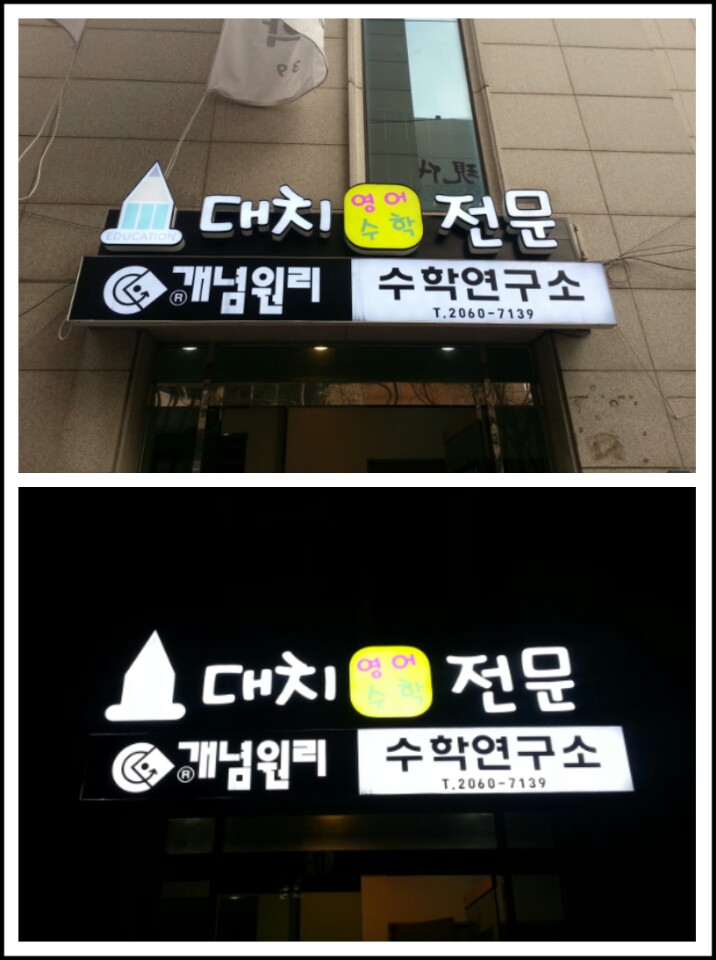 EDUCATION
대치 영어 수학 전문
개념원리 ® 수학연구소
T.2060-7139
대치 영어 수학 전문
개념원리 ® 수학연구소
T.2060-7139